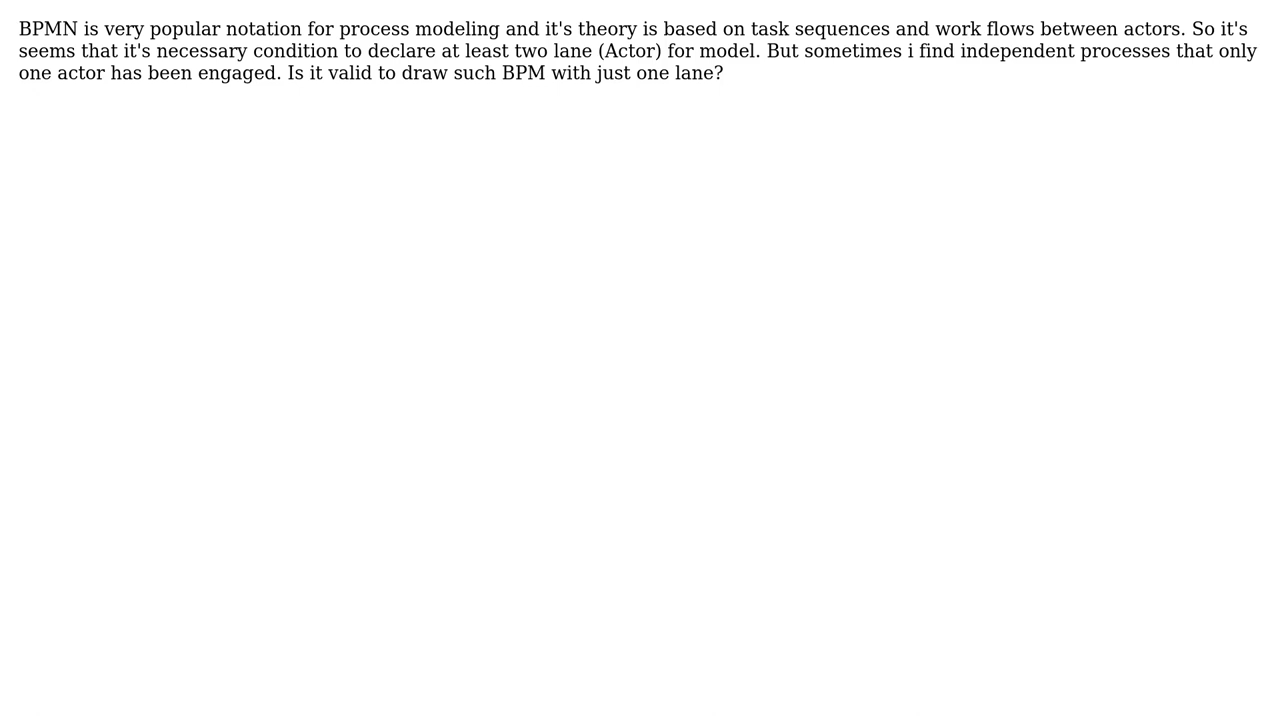 BPMN is very popular notation for process modeling and it's theory is based on task sequences and work flows between actors. So it's
seems that it's necessary condition to declare at least two lane (Actor) for model. But sometimes i find independent processes that only
one actor has been engaged. Is it valid to draw such BPM with just one lane?